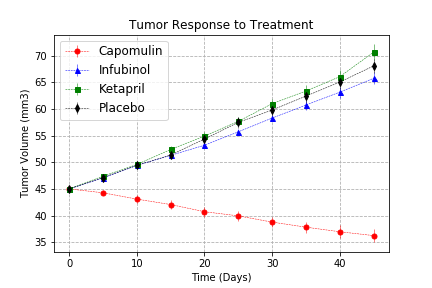 Tumor Response to Treatment
Capomulin
Infubinol
Ketapril
Placebo
Tumor Volume (mm3)
70
65
60
55
50
45
40
35
0 10 20 30 40
Time (Days)